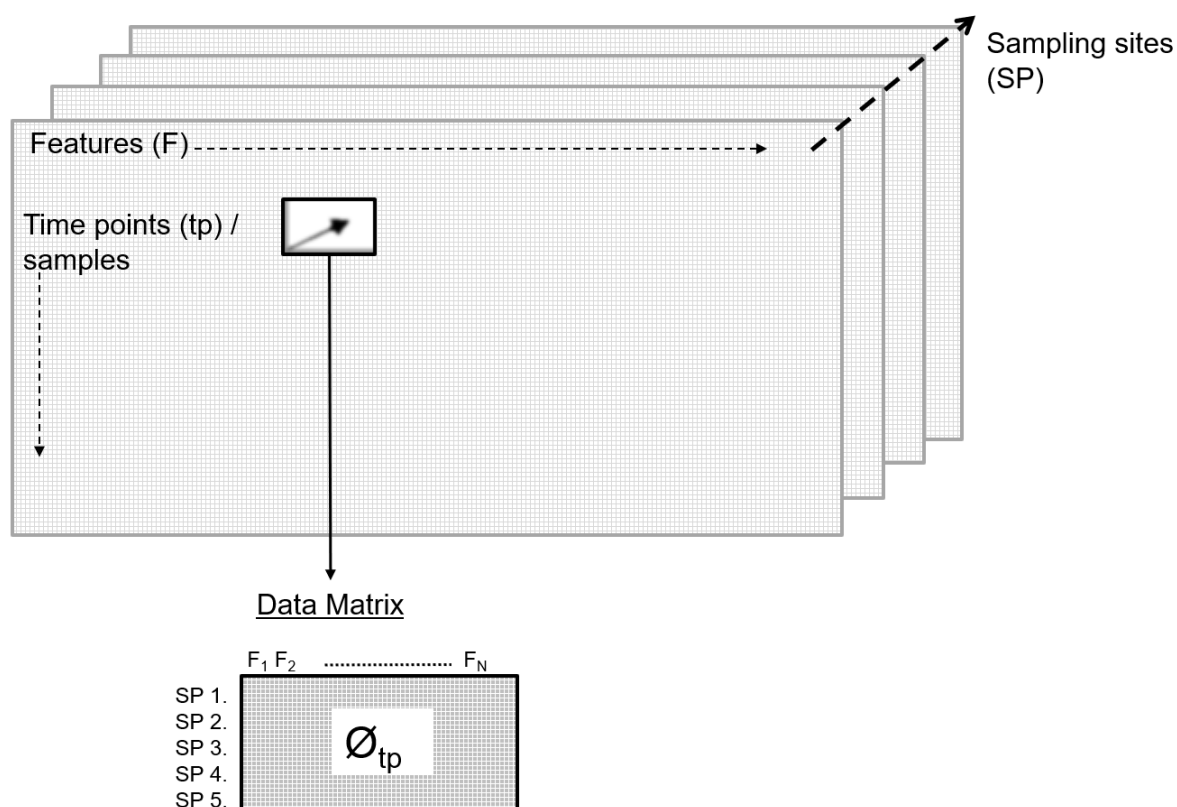 Sampling sites
(SP)
Features (F)
Time points (tp) /
samples
Data Matrix
F1 F2 ........................ FN
SP 1.
SP 2.
SP 3.
SP 4.
SP 5.
Øtp